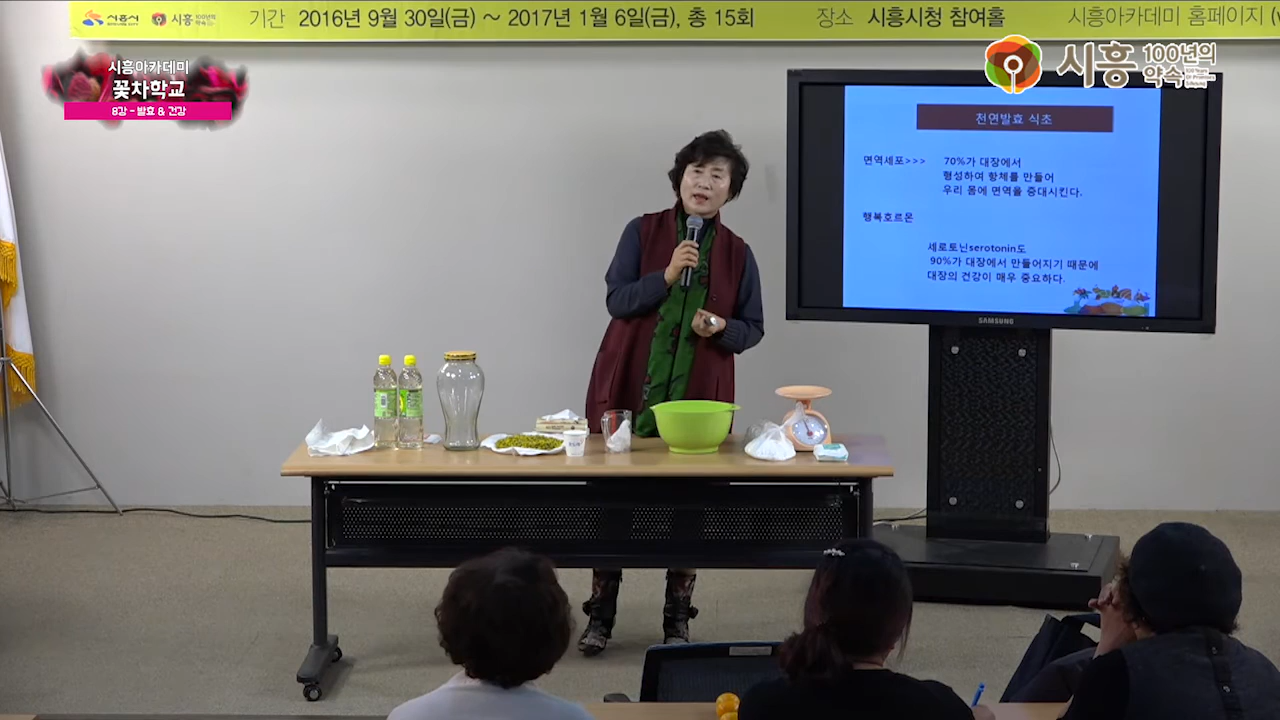 시흥시
시흥 100년의
기간 2016년 9월 30일(금) ~ 2017년 1월 6일(금), 총 15회
장소 시흥시청 참여홀
시흥아카데미 홈페이지
시흥아카데미
꽃차학교
8강 - 발효 & 건강
시흥 100년의
약속
천연발효 식초
면역세포>>> 70%가 대장에서
형성하여 항체를 만들어
우리 몸에 면역을 증대시킨다.
행복호르몬
세로토닌serotonin도
90%가 대장에서 만들어지기 때문에
대장의 건강이 매우 중요하다.
SAMSUNG